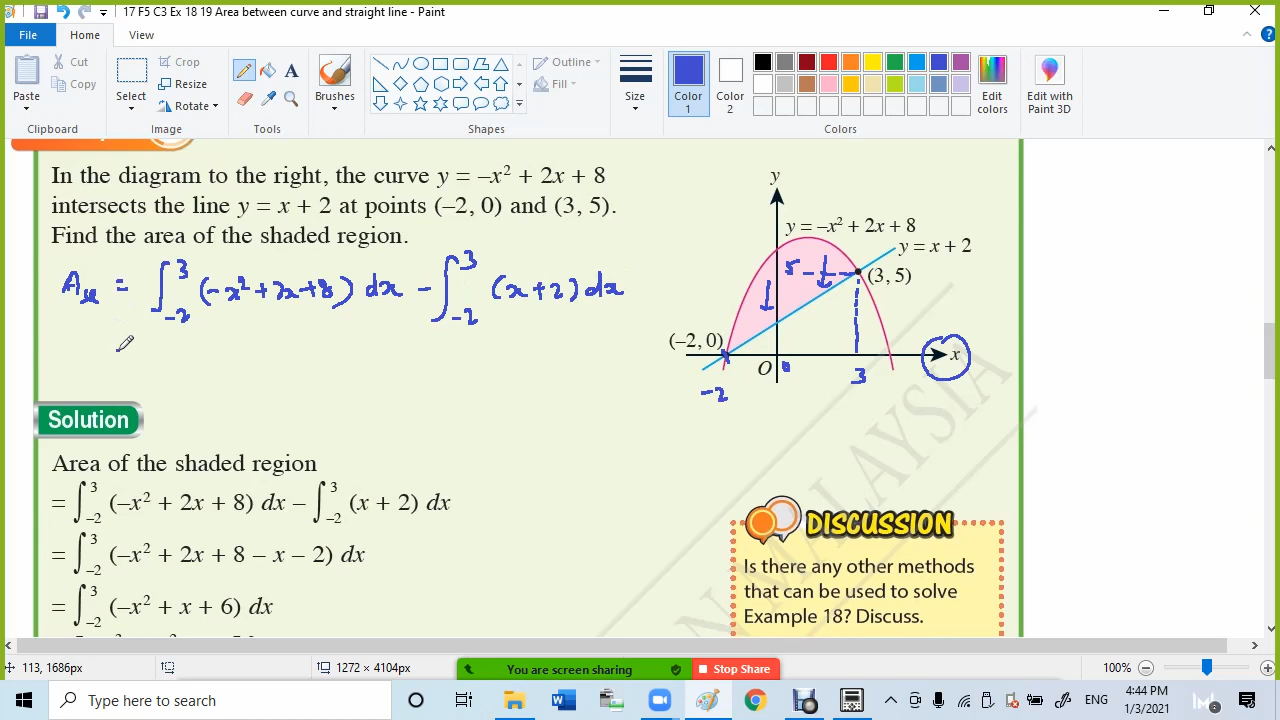 17 F5 C3 Ex 18 19 Area between curve and straight line - Paint
File Home View
Paste
Cut
Copy
Clipboard
Select
Crop
Resize
Rotate
Image
Tools
Brushes
Outline
Fill
Shapes
Size
Color 1
Color 2
Edit colors
Edit with Paint 3D
Colors
In the diagram to the right, the curve y = –x² + 2x + 8
intersects the line y = x + 2 at points (–2, 0) and (3, 5).
Find the area of the shaded region.
= ∫₋₂³ (-x²+2x+8) dx - ∫₋₂³ (x+2) dx
y
y = –x² + 2x + 8
y = x + 2
5
(3, 5)
(–2, 0)
O
x
-2
3
Solution
Area of the shaded region
= ∫₋₂³ (–x² + 2x + 8) dx – ∫₋₂³ (x + 2) dx
= ∫₋₂³ (–x² + 2x + 8 – x – 2) dx
= ∫₋₂³ (–x² + x + 6) dx
DISCUSSION
Is there any other methods
that can be used to solve
Example 18? Discuss.
N MALAYSIA
113, 1686px
1272 × 4104px
100%
You are screen sharing
Stop Share
Type here to search
ENG
4:44 PM
1/3/2021